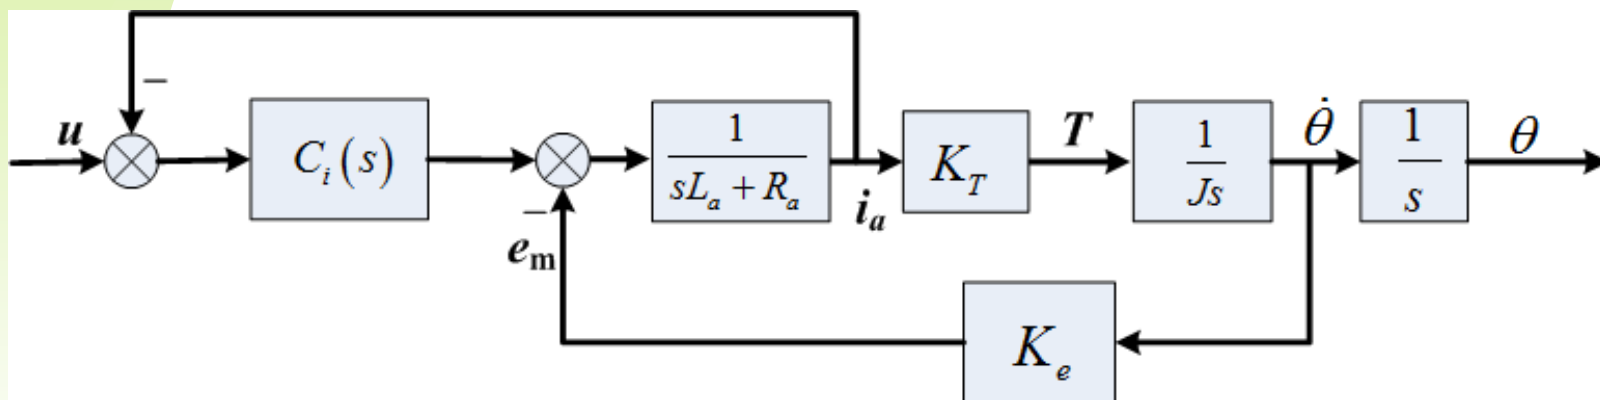 −
u
C_i(s)
1/(sL_a + R_a)
i_a
K_T
T
1/(Js)
θ̇
1/s
θ
−
e_m
K_e